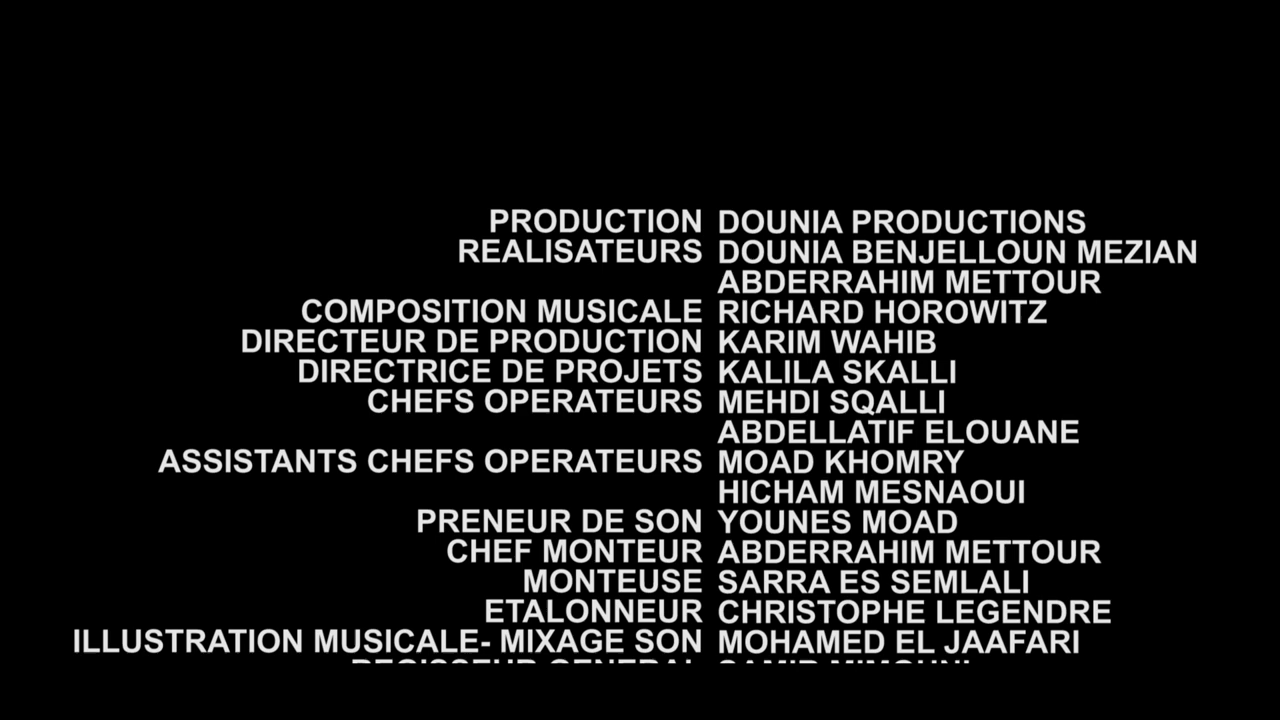 PRODUCTION DOUNIA PRODUCTIONS
REALISATEURS DOUNIA BENJELLOUN MEZIAN
ABDERRAHIM METTOUR
COMPOSITION MUSICALE RICHARD HOROWITZ
DIRECTEUR DE PRODUCTION KARIM WAHIB
DIRECTRICE DE PROJETS KALILA SKALLI
CHEFS OPERATEURS MEHDI SQALLI
ABDELLATIF ELOUANE
ASSISTANTS CHEFS OPERATEURS MOAD KHOMRY
HICHAM MESNAOUI
PRENEUR DE SON YOUNES MOAD
CHEF MONTEUR ABDERRAHIM METTOUR
MONTEUSE SARRA ES SEMLALI
ETALONNEUR CHRISTOPHE LEGENDRE
ILLUSTRATION MUSICALE- MIXAGE SON MOHAMED EL JAAFARI